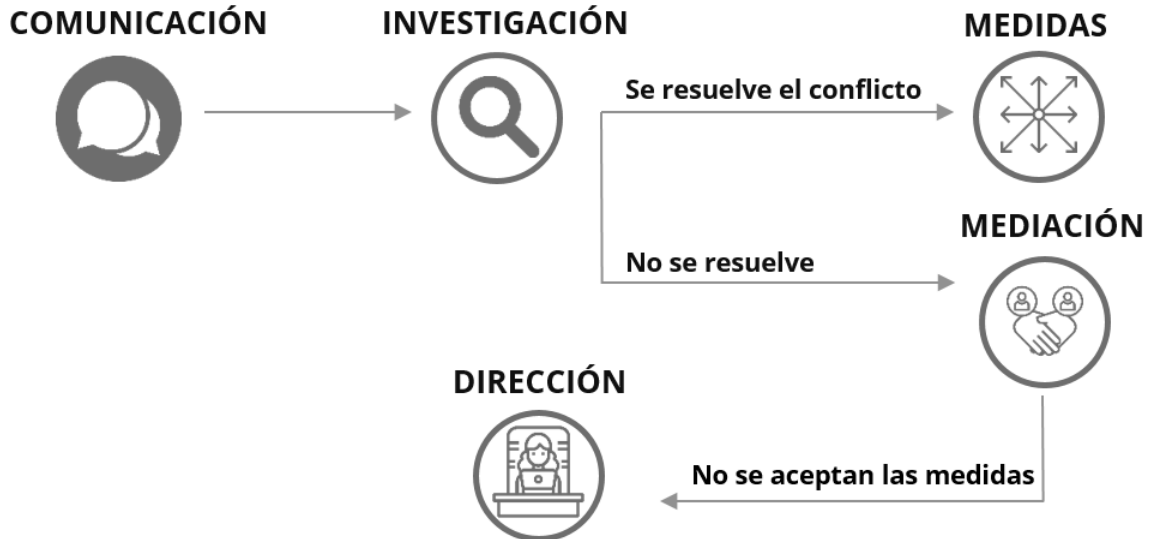 COMUNICACIÓN
INVESTIGACIÓN
MEDIDAS
Se resuelve el conflicto
MEDIACIÓN
No se resuelve
DIRECCIÓN
No se aceptan las medidas